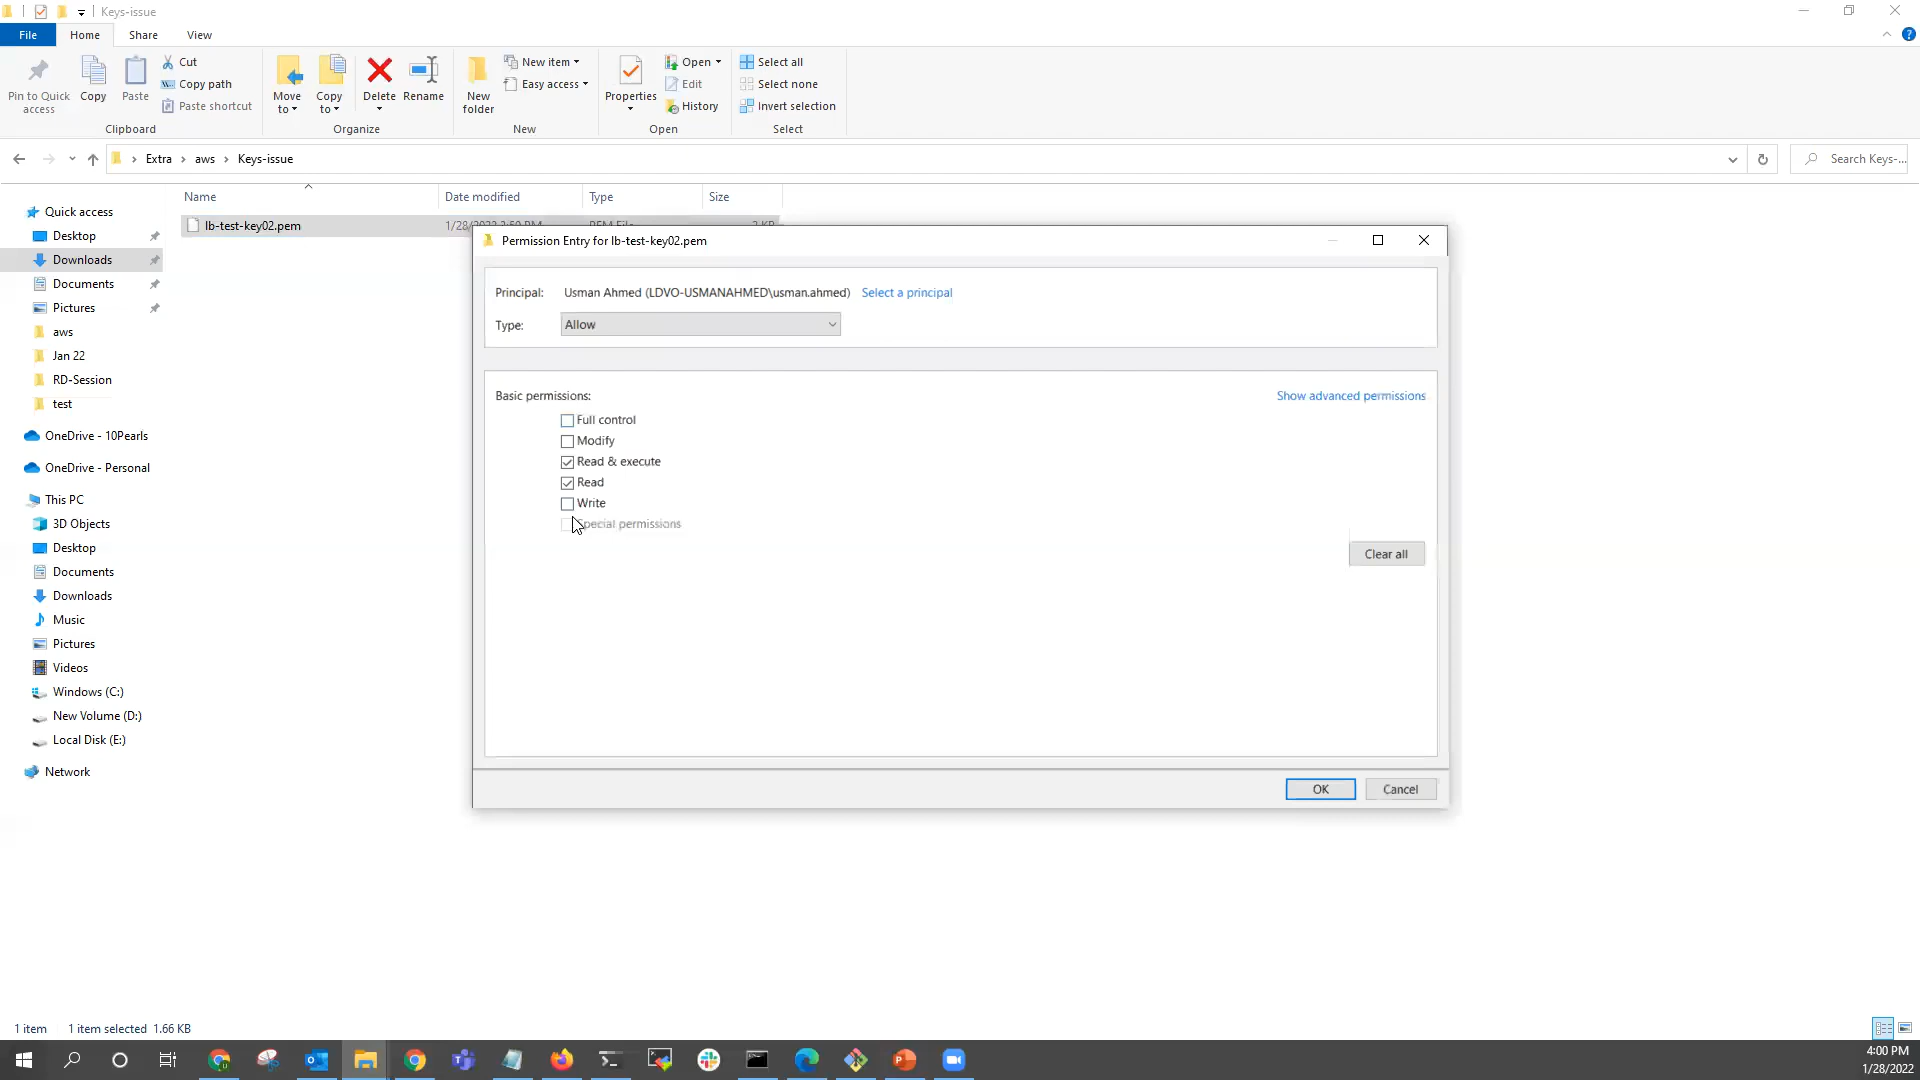 Keys-issue
File Home Share View
Pin to Quick access
Copy
Paste
Cut
Copy path
Paste shortcut
Clipboard
Move to
Copy to
Delete
Rename
Organize
New folder
New item
Easy access
New
Properties
Open
Edit
History
Open
Select all
Select none
Invert selection
Select
Extra aws Keys-issue
Search Keys-...
Name Date modified Type Size
lb-test-key02.pem
Quick access
Desktop
Downloads
Documents
Pictures
aws
Jan 22
RD-Session
test
OneDrive - 10Pearls
OneDrive - Personal
This PC
3D Objects
Desktop
Documents
Downloads
Music
Pictures
Videos
Windows (C:)
New Volume (D:)
Local Disk (E:)
Network
Permission Entry for lb-test-key02.pem
Principal: Usman Ahmed (LDVO-USMANAHMED\usman.ahmed) Select a principal
Type: Allow
Basic permissions: Show advanced permissions
Full control
Modify
Read & execute
Read
Write
Special permissions
Clear all
OK Cancel
1 item 1 item selected 1.66 KB
4:00 PM
1/28/2022